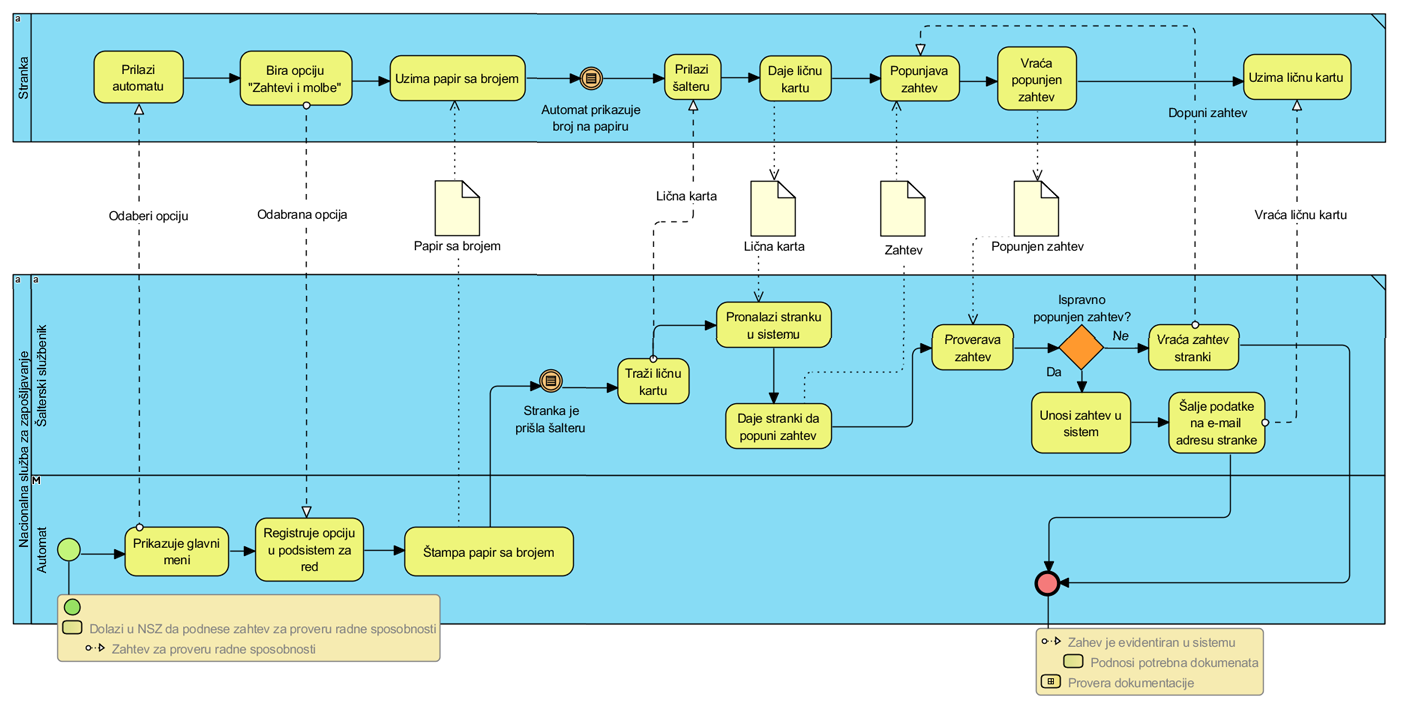 a
Stranka
Prilazi
automatu
Bira opciju
"Zahtevi i molbe"
Uzima papir sa brojem
Automat prikazuje
broj na papiru
Prilazi
šalteru
Daje ličnu
kartu
Popunjava
zahtev
Vraća
popunjen
zahtev
Uzima ličnu kartu
Dopuni zahtev
Odaberi opciju
Odabrana opcija
Papir sa brojem
Lična karta
Lična karta
Zahtev
Popunjen zahtev
Vraća ličnu kartu
a
Nacionalna služba za zapošljavanje
a
Šalterski službenik
Stranka je
prišla šalteru
Traži ličnu
kartu
Pronalazi stranku
u sistemu
Daje stranki da
popuni zahtev
Proverava
zahtev
Ispravno
popunjen zahtev?
Ne
Da
Vraća zahtev
stranki
Unosi zahtev u
sistem
Šalje podatke
na e-mail
adresu stranke
M
Automat
Prikazuje glavni
meni
Registruje opciju
u podsistem za
red
Štampa papir sa brojem
Dolazi u NSZ da podnese zahtev za proveru radne sposobnosti
Zahtev za proveru radne sposobnosti
Zahev je evidentiran u sistemu
Podnosi potrebna dokumenata
Provera dokumentacije